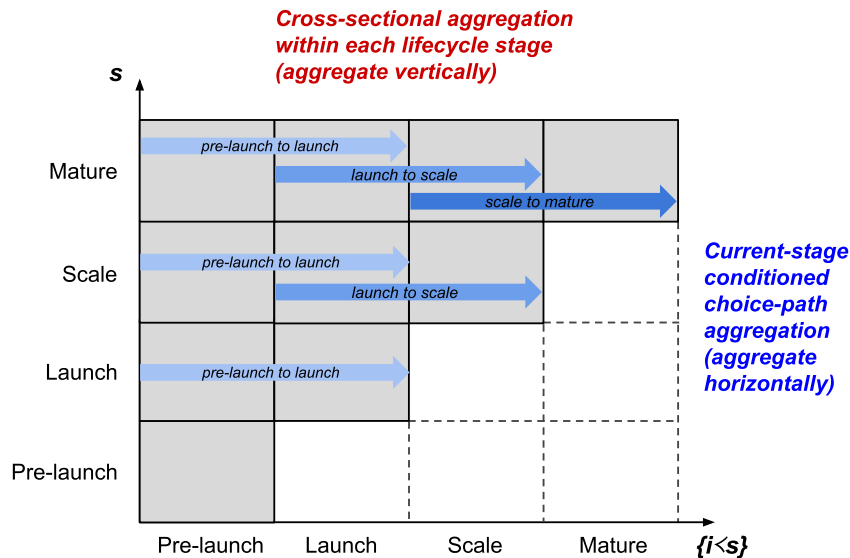 Cross-sectional aggregation
within each lifecycle stage
(aggregate vertically)
s
Mature
pre-launch to launch
launch to scale
scale to mature
Scale
pre-launch to launch
launch to scale
Current-stage
conditioned
choice-path
aggregation
(aggregate
horizontally)
Launch
pre-launch to launch
Pre-launch
Pre-launch
Launch
Scale
Mature
{i<s}